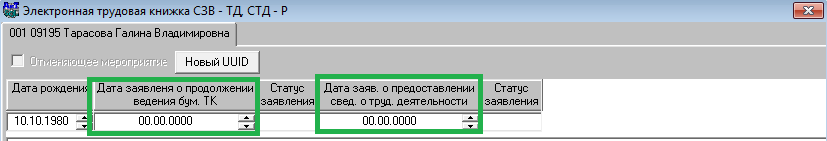 Электронная трудовая книжка СЗВ - ТД, СТД - Р
001 09195 Тарасова Галина Владимировна
Отменяющее мероприятие Новый UUID
Дата рождения Дата заявленя о продолжении ведения бум. ТК Статус заявления Дата заяв. о предоставлении свед. о труд. деятельности Статус заявления
10.10.1980 00.00.0000 00.00.0000